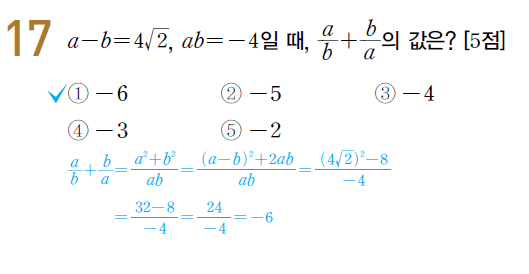 17 a-b=4√2, ab=-4일 때, a/b+b/a의 값은? [5점]
✓① -6 ② -5 ③ -4
④ -3 ⑤ -2
a/b+b/a=(a²+b²)/ab=((a-b)²+2ab)/ab=((4√2)²-8)/-4
=(32-8)/-4=24/-4=-6